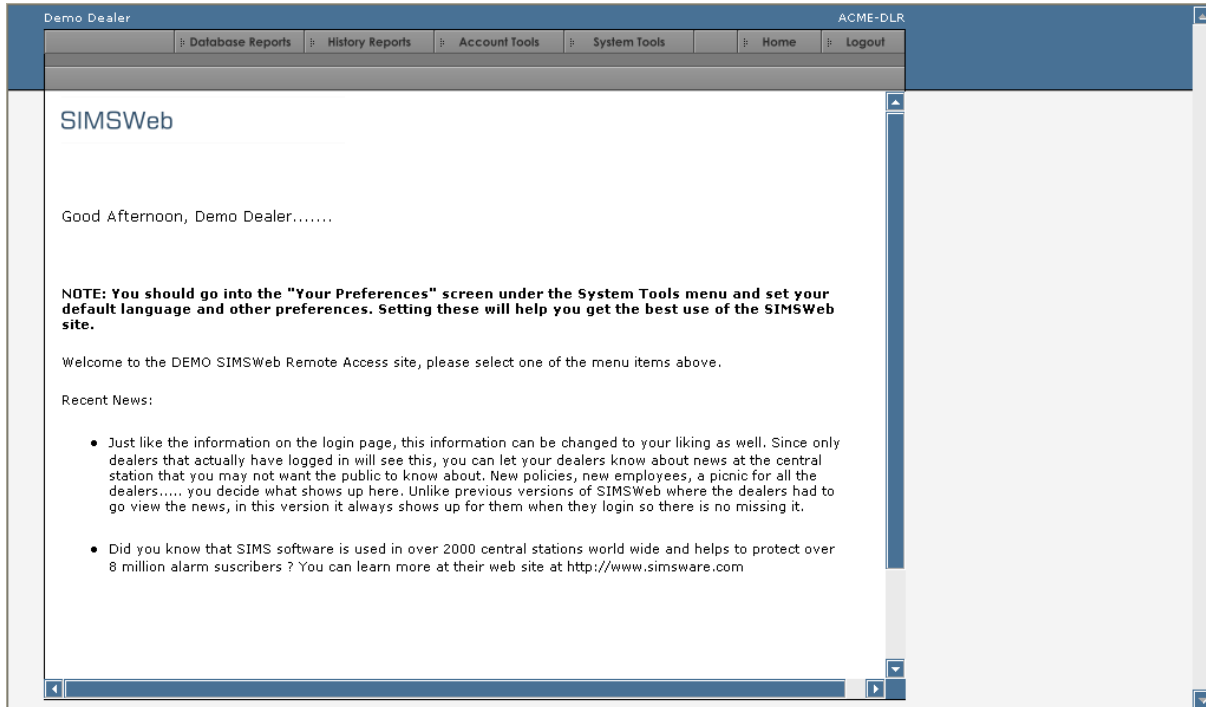 Demo Dealer ACME-DLR
Database Reports History Reports Account Tools System Tools Home Logout
SIMSWeb
Good Afternoon, Demo Dealer.......
NOTE: You should go into the "Your Preferences" screen under the System Tools menu and set your
default language and other preferences. Setting these will help you get the best use of the SIMSWeb
site.
Welcome to the DEMO SIMSWeb Remote Access site, please select one of the menu items above.
Recent News:
• Just like the information on the login page, this information can be changed to your liking as well. Since only
dealers that actually have logged in will see this, you can let your dealers know about news at the central
station that you may not want the public to know about. New policies, new employees, a picnic for all the
dealers..... you decide what shows up here. Unlike previous versions of SIMSWeb where the dealers had to
go view the news, in this version it always shows up for them when they login so there is no missing it.
• Did you know that SIMS software is used in over 2000 central stations world wide and helps to protect over
8 million alarm suscribers ? You can learn more at their web site at http://www.simsware.com